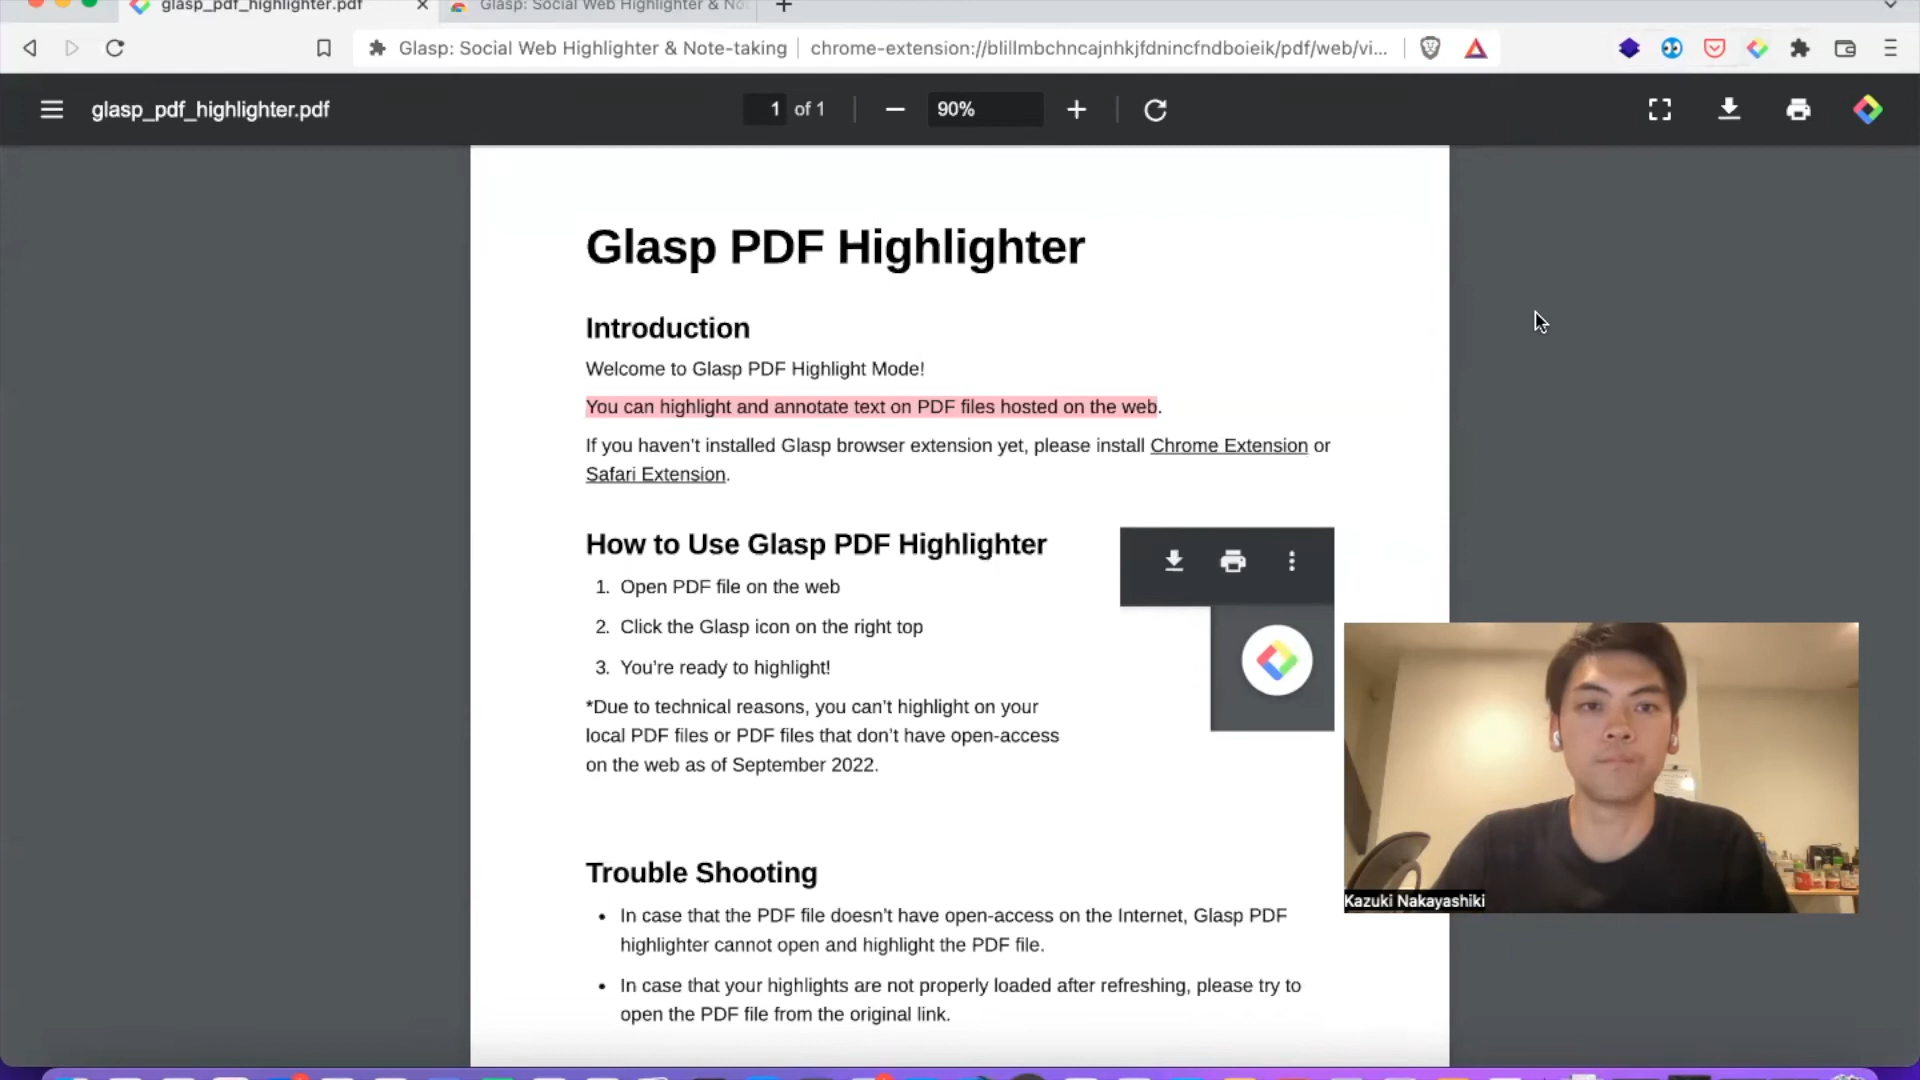 glasp_pdf_highlighter.pdf
Glasp: Social Web Highlighter & No
Glasp: Social Web Highlighter & Note-taking
chrome-extension://blillmbchncajnhkjfdnincfndboieik/pdf/web/vi...
glasp_pdf_highlighter.pdf
1 of 1
90%
Glasp PDF Highlighter
Introduction
Welcome to Glasp PDF Highlight Mode!
You can highlight and annotate text on PDF files hosted on the web.
If you haven’t installed Glasp browser extension yet, please install Chrome Extension or
Safari Extension.
How to Use Glasp PDF Highlighter
1. Open PDF file on the web
2. Click the Glasp icon on the right top
3. You’re ready to highlight!
*Due to technical reasons, you can’t highlight on your
local PDF files or PDF files that don’t have open-access
on the web as of September 2022.
Trouble Shooting
• In case that the PDF file doesn’t have open-access on the Internet, Glasp PDF
highlighter cannot open and highlight the PDF file.
• In case that your highlights are not properly loaded after refreshing, please try to
open the PDF file from the original link.
Kazuki Nakayashiki